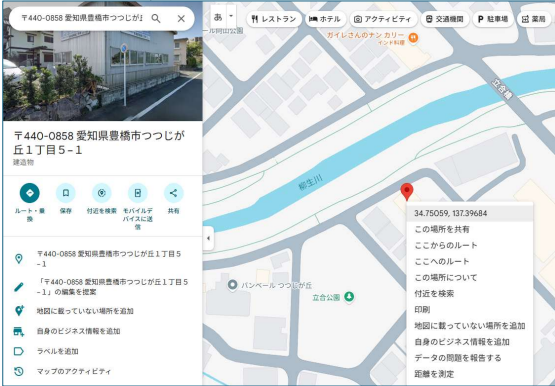 〒440-0858 愛知県豊橋市つつじが丘
あ
レストラン
ホテル
アクティビティ
交通機関
P 駐車場
薬局
ガイレさんのナン カリー
インド料理
立合橋
柳生川
〒440-0858 愛知県豊橋市つつじが
丘1丁目5−1
建造物
ルート・乗
換
保存
付近を検索
モバイルデ
バイスに送
信
共有
〒440-0858 愛知県豊橋市つつじが丘1丁目5
−1
「〒440-0858 愛知県豊橋市つつじが丘1丁目5
−1」の編集を提案
地図に載っていない場所を追加
自身のビジネス情報を追加
ラベルを追加
マップのアクティビティ
バンベール つつじが丘
立合公園
34.75059, 137.39684
この場所を共有
ここからのルート
ここへのルート
この場所について
付近を検索
印刷
地図に載っていない場所を追加
自身のビジネス情報を追加
データの問題を報告する
距離を測定